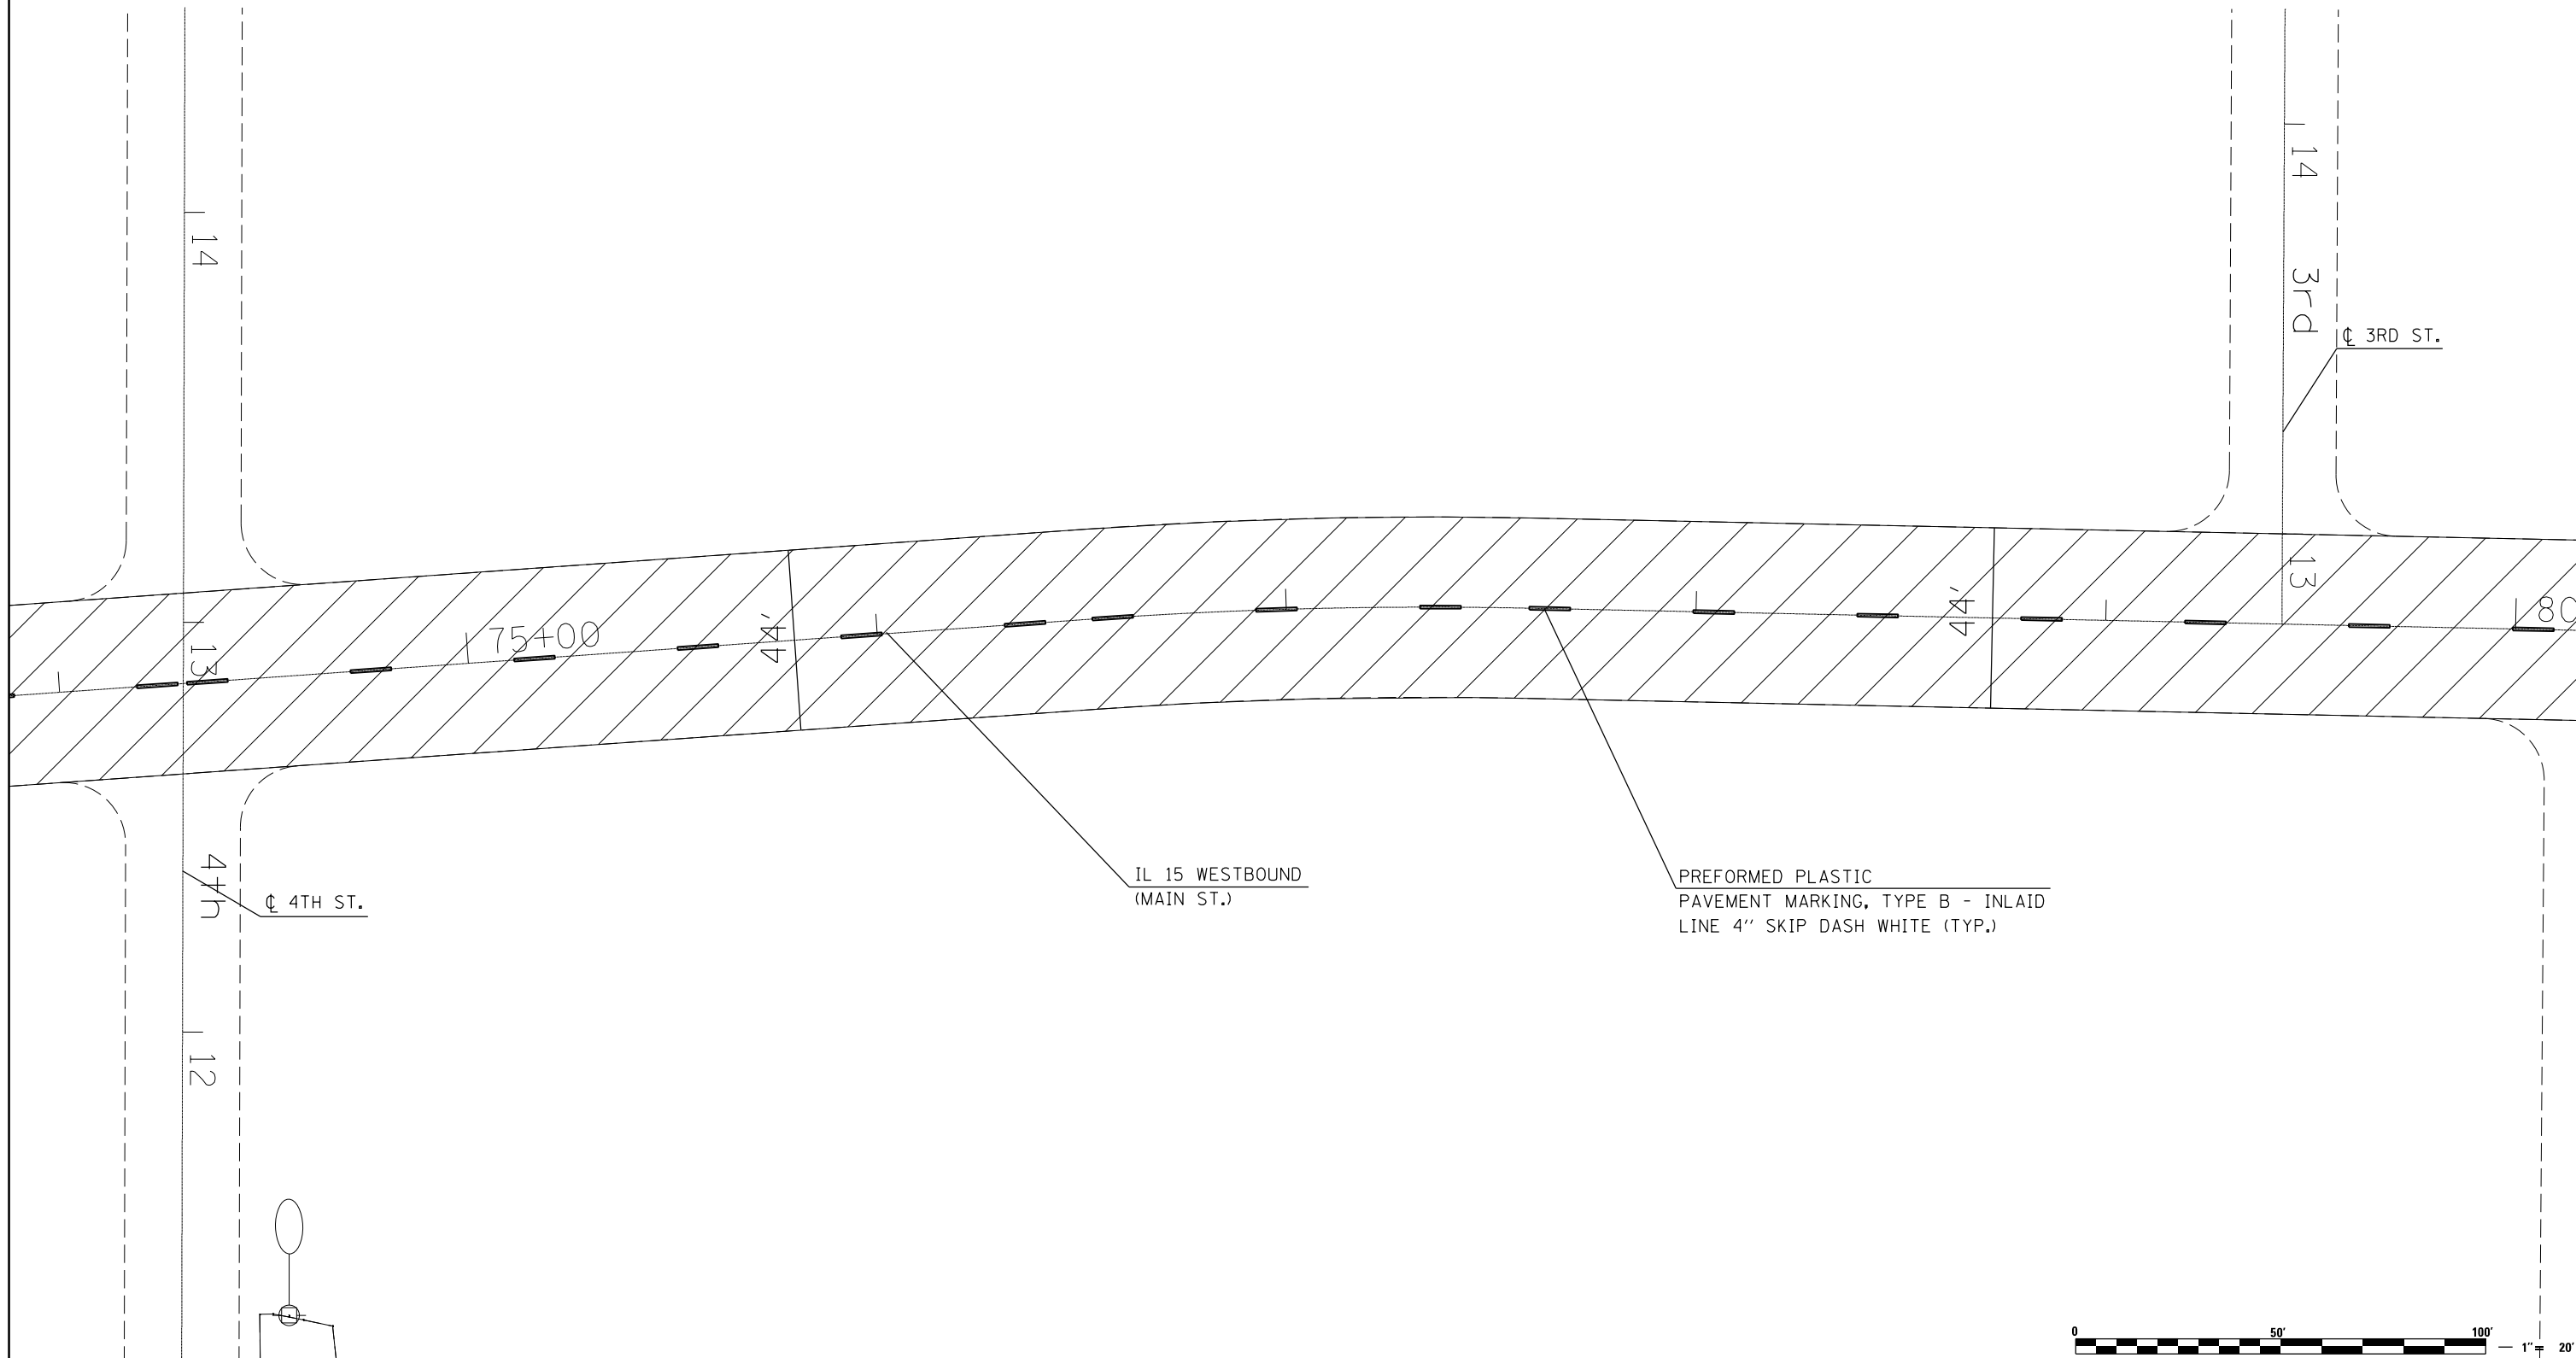 14
14
3rd
℄ 3RD ST.
13
13
75+00
44'
44'
80
4th
℄ 4TH ST.
IL 15 WESTBOUND
(MAIN ST.)
PREFORMED PLASTIC
PAVEMENT MARKING, TYPE B - INLAID
LINE 4" SKIP DASH WHITE (TYP.)
12
0 50' 100'
1" = 20'